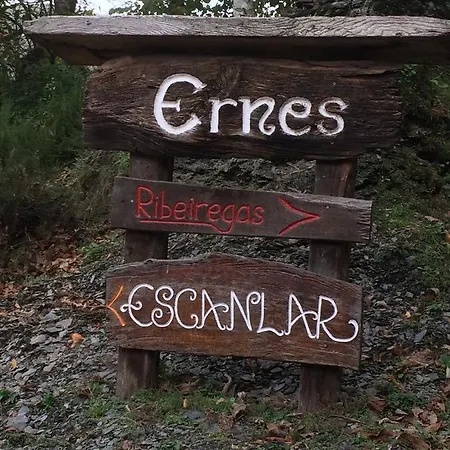 Ernes
Ribeiregas >
< ESCANLAR